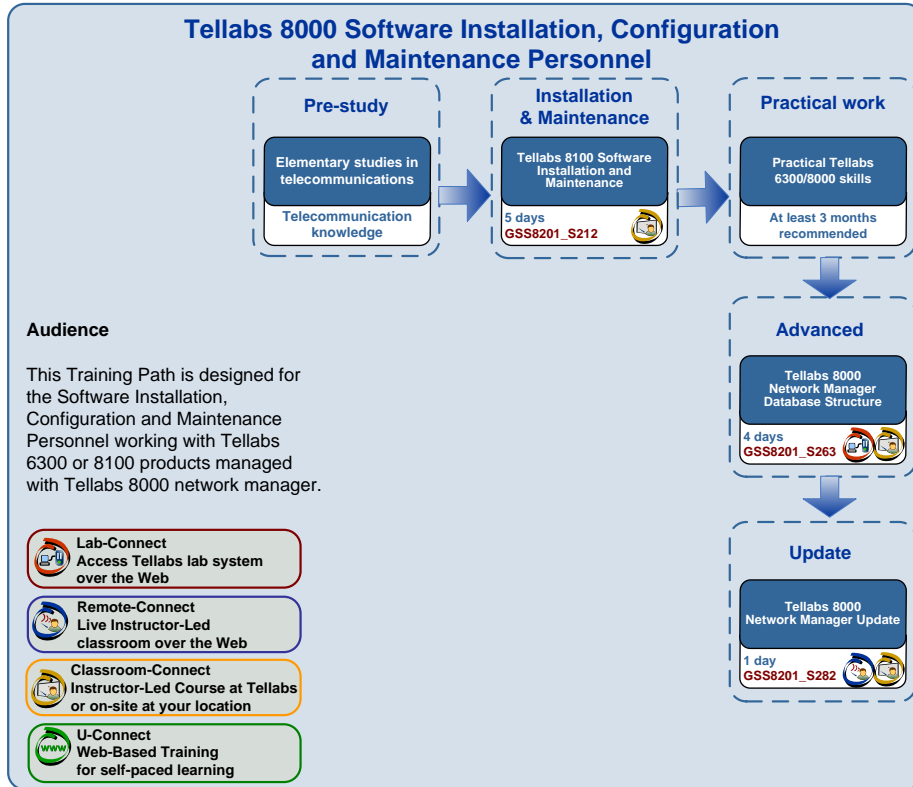 Tellabs 8000 Software Installation, Configuration
and Maintenance Personnel
Pre-study
Elementary studies in
telecommunications
Telecommunication
knowledge
Installation
& Maintenance
Tellabs 8100 Software
Installation and
Maintenance
5 days
GSS8201_S212
Practical work
Practical Tellabs
6300/8000 skills
At least 3 months
recommended
Advanced
Tellabs 8000
Network Manager
Database Structure
4 days
GSS8201_S263
Update
Tellabs 8000
Network Manager Update
1 day
GSS8201_S282
Audience
This Training Path is designed for
the Software Installation,
Configuration and Maintenance
Personnel working with Tellabs
6300 or 8100 products managed
with Tellabs 8000 network manager.
Lab-Connect
Access Tellabs lab system
over the Web
Remote-Connect
Live Instructor-Led
classroom over the Web
Classroom-Connect
Instructor-Led Course at Tellabs
or on-site at your location
www
U-Connect
Web-Based Training
for self-paced learning